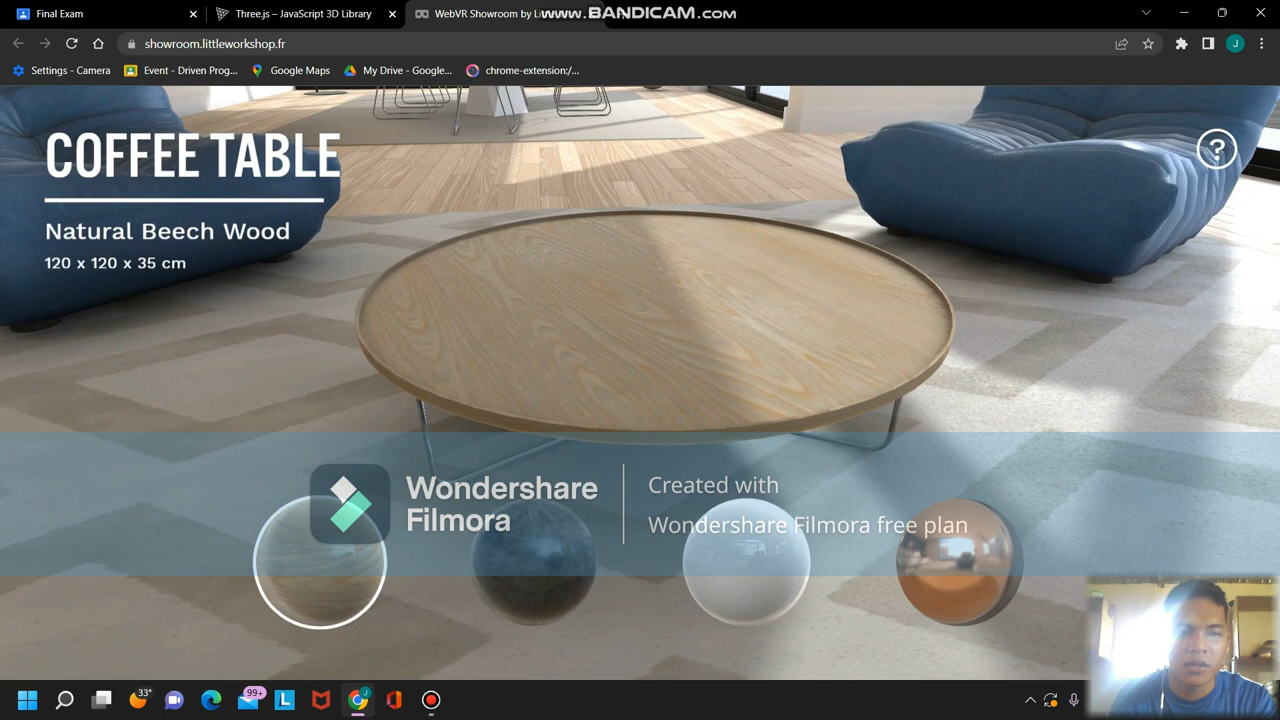 Final Exam
Three.js – JavaScript 3D Library
WebVR Showroom by Li
www.BANDICAM.com
showroom.littleworkshop.fr
J
Settings - Camera
Event - Driven Prog...
Google Maps
My Drive - Google...
chrome-extension:/...
COFFEE TABLE
?
Natural Beech Wood
120 x 120 x 35 cm
Wondershare
Filmora
Created with
Wondershare Filmora free plan
33°
99+
L
J